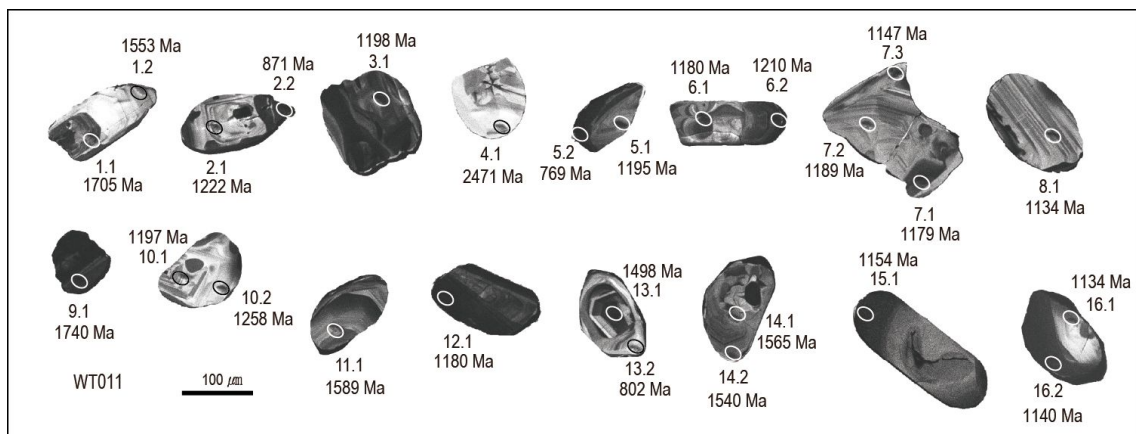 1553 Ma
1.2
1.1
1705 Ma
871 Ma
2.2
2.1
1222 Ma
1198 Ma
3.1
4.1
2471 Ma
5.2
769 Ma
5.1
1195 Ma
1180 Ma
6.1
1210 Ma
6.2
1147 Ma
7.3
7.2
1189 Ma
7.1
1179 Ma
8.1
1134 Ma
9.1
1740 Ma
1197 Ma
10.1
10.2
1258 Ma
11.1
1589 Ma
12.1
1180 Ma
1498 Ma
13.1
13.2
802 Ma
14.1
1565 Ma
14.2
1540 Ma
1154 Ma
15.1
1134 Ma
16.1
16.2
1140 Ma
WT011
100 ㎛